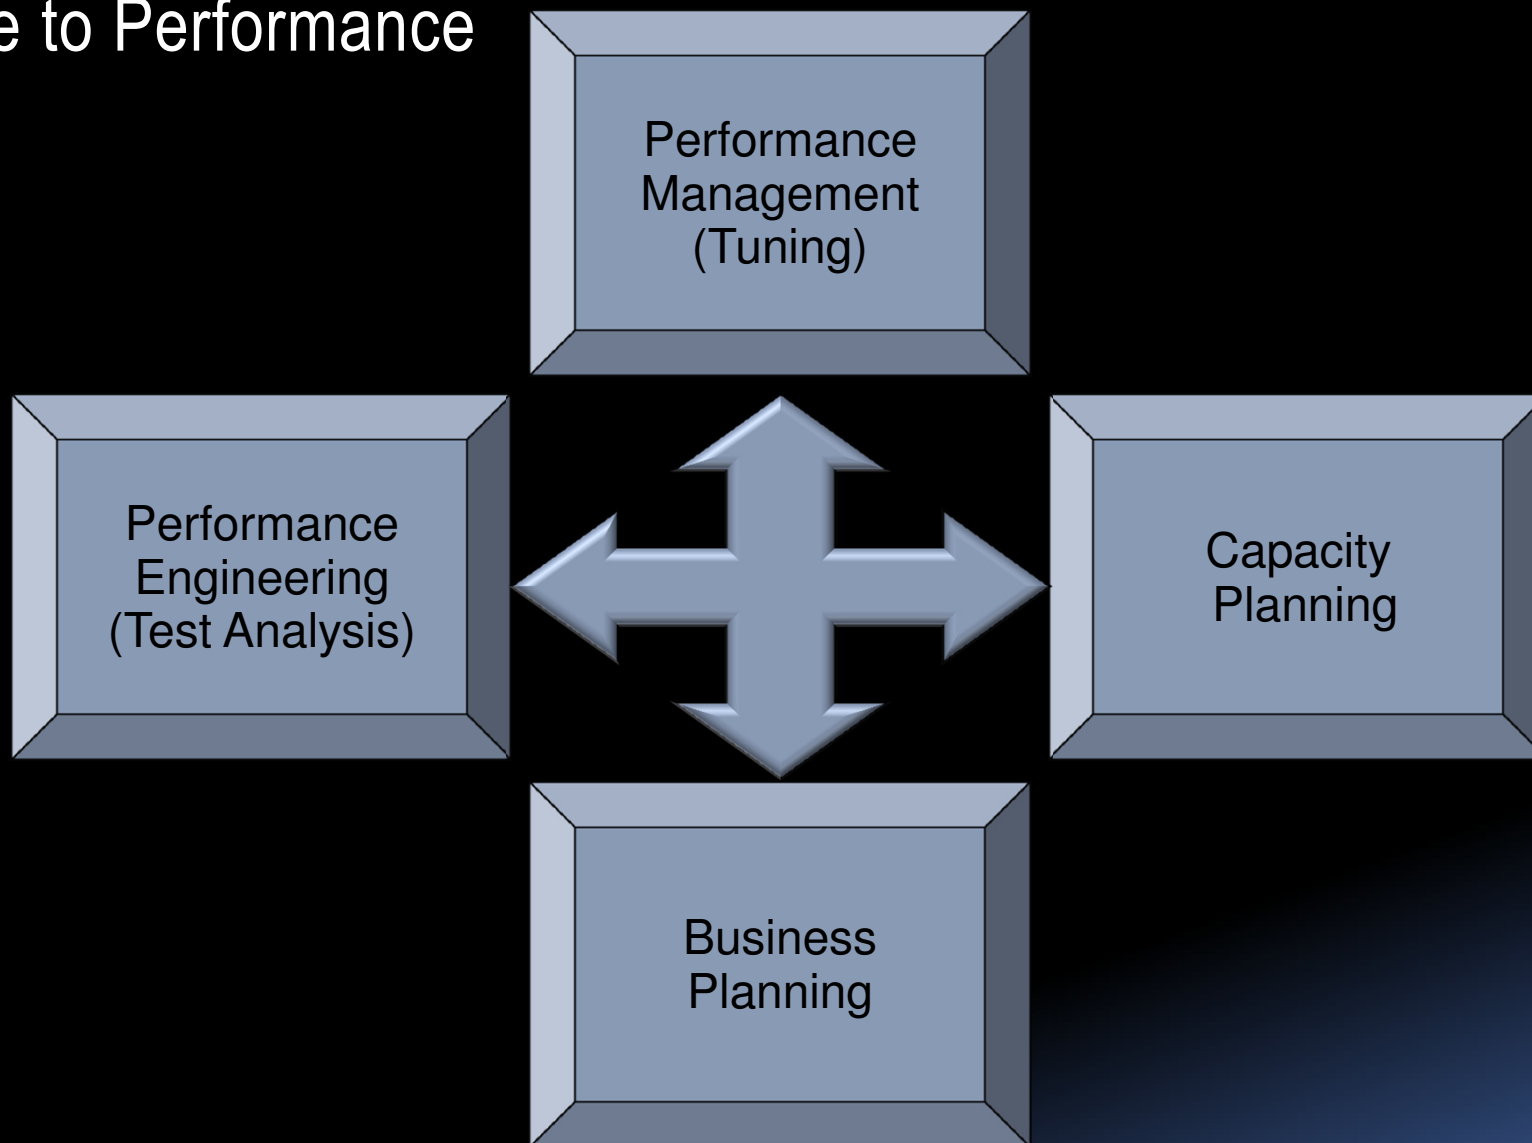 e to Performance
Performance
Management
(Tuning)
Performance
Engineering
(Test Analysis)
Capacity
Planning
Business
Planning